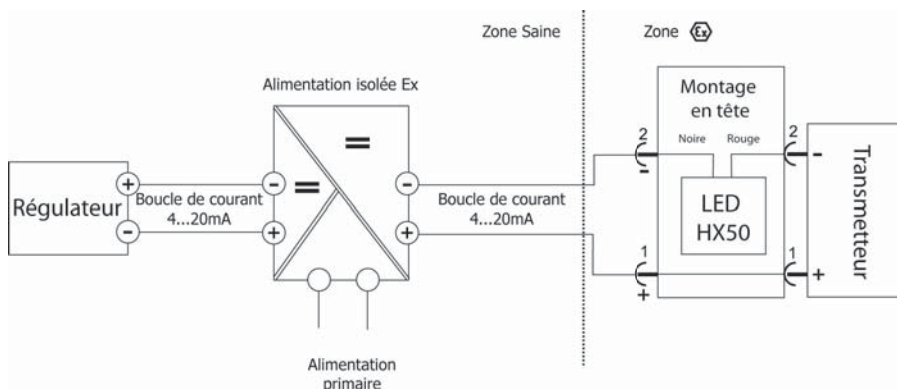 Zone Saine
Zone Ex
Alimentation isolée Ex
Montage
en tête
Noire Rouge
2
-
2
-
Régulateur
+
-
Boucle de courant
4...20mA
-
+
=
=
-
+
Boucle de courant
4...20mA
LED
HX50
1
+
1
+
Transmetteur
Alimentation
primaire